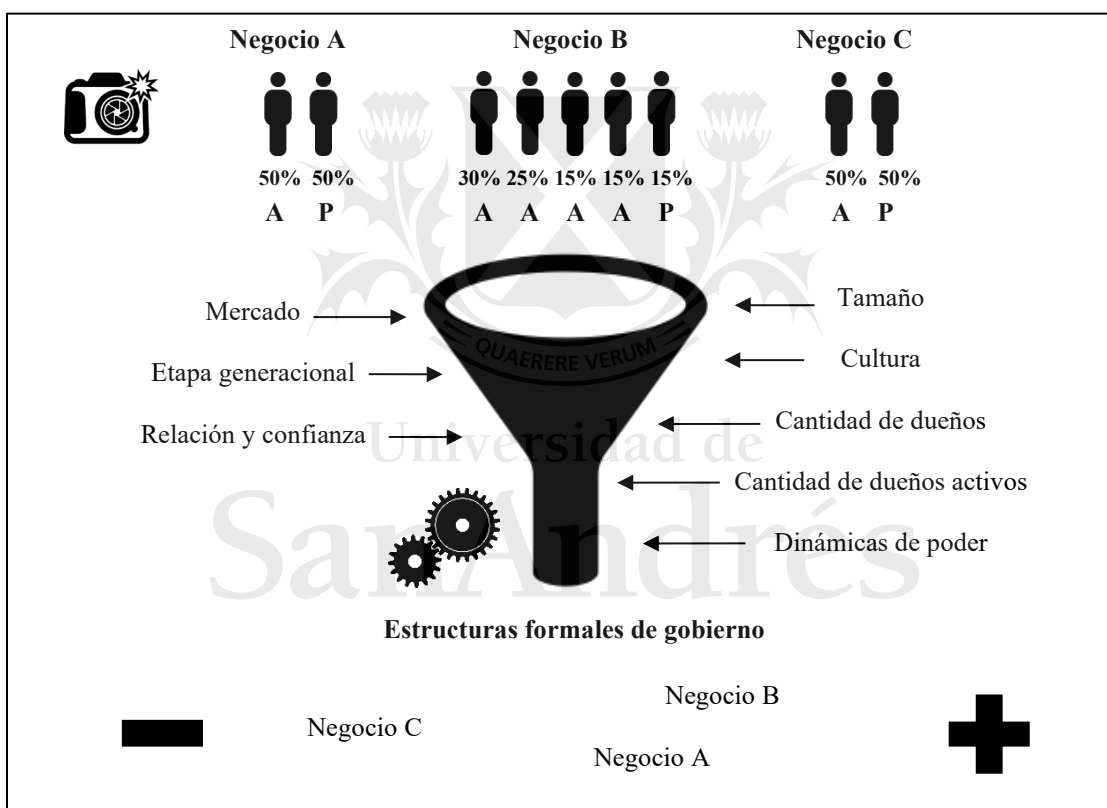 Negocio A Negocio B Negocio C
50% 50% 30% 25% 15% 15% 15% 50% 50%
A P A A A A P A P
Mercado
Tamaño
QUAERERE VERUM
Etapa generacional
Cultura
Relación y confianza
Cantidad de dueños
Universidad de
SanAndrés
Cantidad de dueños activos
Dinámicas de poder
Estructuras formales de gobierno
Negocio B
Negocio C
Negocio A